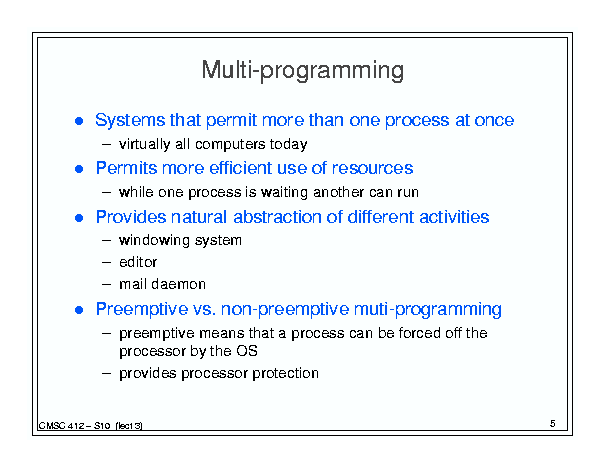 Multi-programming
● Systems that permit more than one process at once
– virtually all computers today
● Permits more efficient use of resources
– while one process is waiting another can run
● Provides natural abstraction of different activities
– windowing system
– editor
– mail daemon
● Preemptive vs. non-preemptive muti-programming
– preemptive means that a process can be forced off the
processor by the OS
– provides processor protection
CMSC 412 – S10 (lect 3)
5